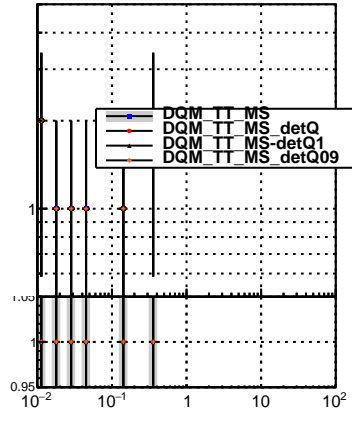 DQM_TT_MS
DQM_TT_MS_detQ
DQM_TT_MS-detQ1
DQM_TT_MS_detQ09
1
1.05
1
0.95
10⁻² 10⁻¹ 1 10 10²